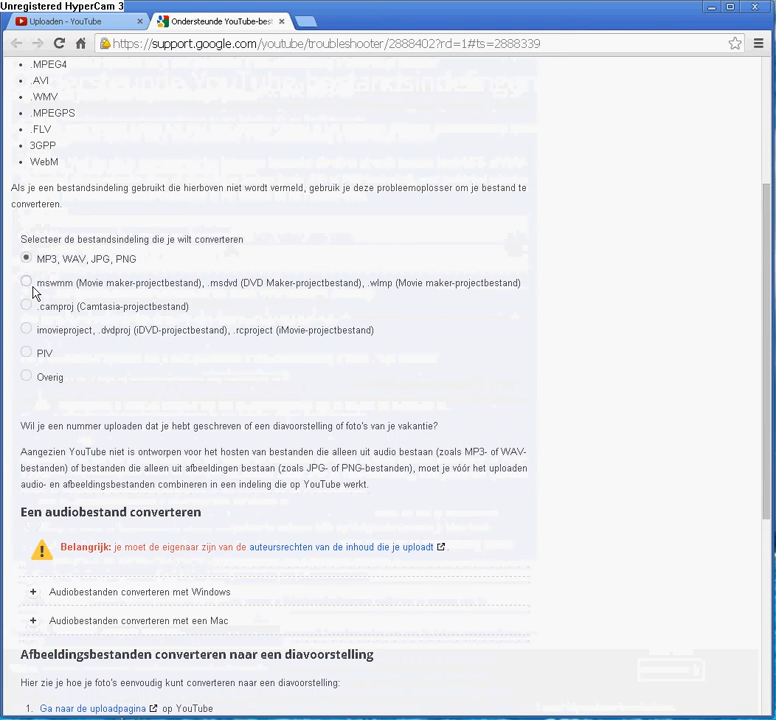 Unregistered HyperCam 3
Uploaden - YouTube
Ondersteunde YouTube-bes
https://support.google.com/youtube/troubleshooter/2888402?rd=1#ts=2888339
.MPEG4
.AVI
.WMV
.MPEGPS
.FLV
3GPP
WebM
Als je een bestandsindeling gebruikt die hierboven niet wordt vermeld, gebruik je deze probleemoplosser om je bestand te
converteren.
Selecteer de bestandsindeling die je wilt converteren
MP3, WAV, JPG, PNG
mswmm (Movie maker-projectbestand), .msdvd (DVD Maker-projectbestand), .wlmp (Movie maker-projectbestand)
.camproj (Camtasia-projectbestand)
imovieproject, .dvdproj (iDVD-projectbestand), .rcproject (iMovie-projectbestand)
PIV
Overig
Wil je een nummer uploaden dat je hebt geschreven of een diavoorstelling of foto's van je vakantie?
Aangezien YouTube niet is ontworpen voor het hosten van bestanden die alleen uit audio bestaan (zoals MP3- of WAV-
bestanden) of bestanden die alleen uit afbeeldingen bestaan (zoals JPG- of PNG-bestanden), moet je vóór het uploaden
audio- en afbeeldingsbestanden combineren in een indeling die op YouTube werkt.
Een audiobestand converteren
Belangrijk: je moet de eigenaar zijn van de auteursrechten van de inhoud die je uploadt.
+ Audiobestanden converteren met Windows
+ Audiobestanden converteren met een Mac
Afbeeldingsbestanden converteren naar een diavoorstelling
Hier zie je hoe je foto's eenvoudig kunt converteren naar een diavoorstelling:
1. Ga naar de uploadpagina op YouTube